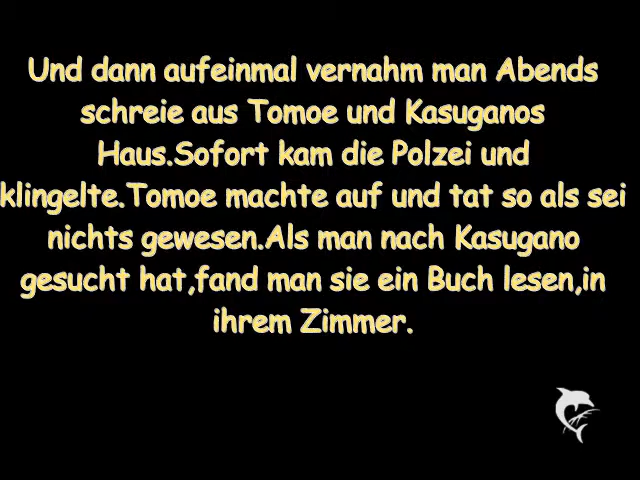 Und dann aufeinmal vernahm man Abends
schreie aus Tomoe und Kasuganos
Haus.Sofort kam die Polzei und
klingelte.Tomoe machte auf und tat so als sei
nichts gewesen.Als man nach Kasugano
gesucht hat,fand man sie ein Buch lesen,in
ihrem Zimmer.